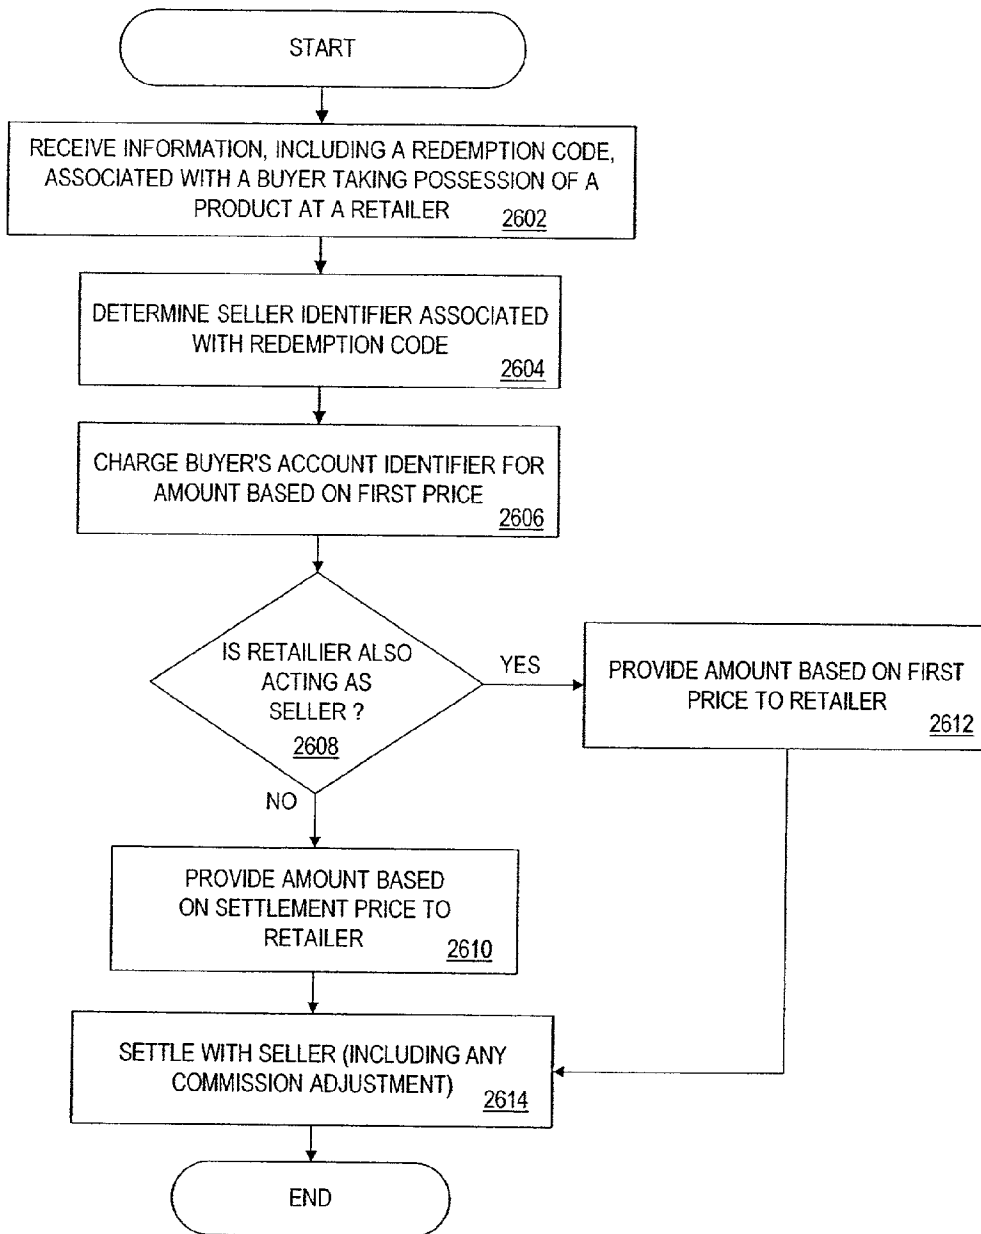 START
RECEIVE INFORMATION, INCLUDING A REDEMPTION CODE,
ASSOCIATED WITH A BUYER TAKING POSSESSION OF A
PRODUCT AT A RETAILER
2602
DETERMINE SELLER IDENTIFIER ASSOCIATED
WITH REDEMPTION CODE
2604
CHARGE BUYER'S ACCOUNT IDENTIFIER FOR
AMOUNT BASED ON FIRST PRICE
2606
IS RETAILIER ALSO
ACTING AS
SELLER ?
2608
YES
PROVIDE AMOUNT BASED ON FIRST
PRICE TO RETAILER
2612
NO
PROVIDE AMOUNT BASED
ON SETTLEMENT PRICE TO
RETAILER
2610
SETTLE WITH SELLER (INCLUDING ANY
COMMISSION ADJUSTMENT)
2614
END